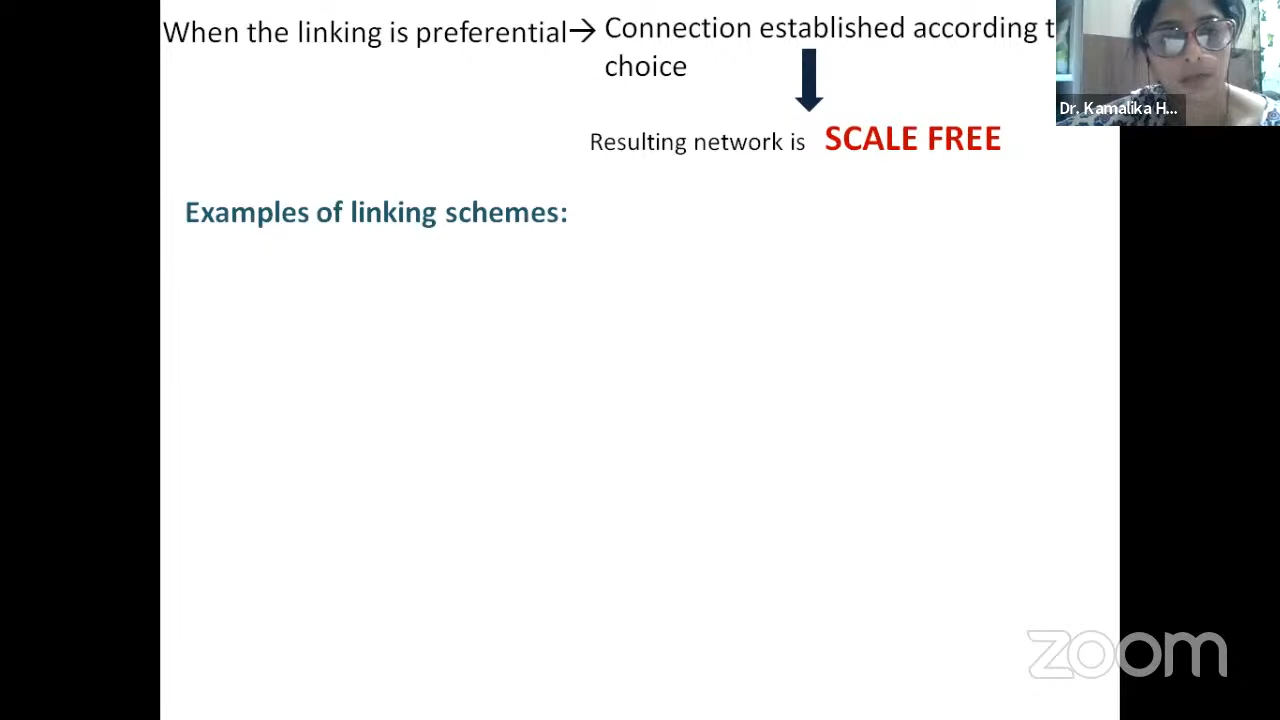 When the linking is preferential→ Connection established according t
choice
Dr. Kamalika H...
Resulting network is SCALE FREE
Examples of linking schemes:
zoom